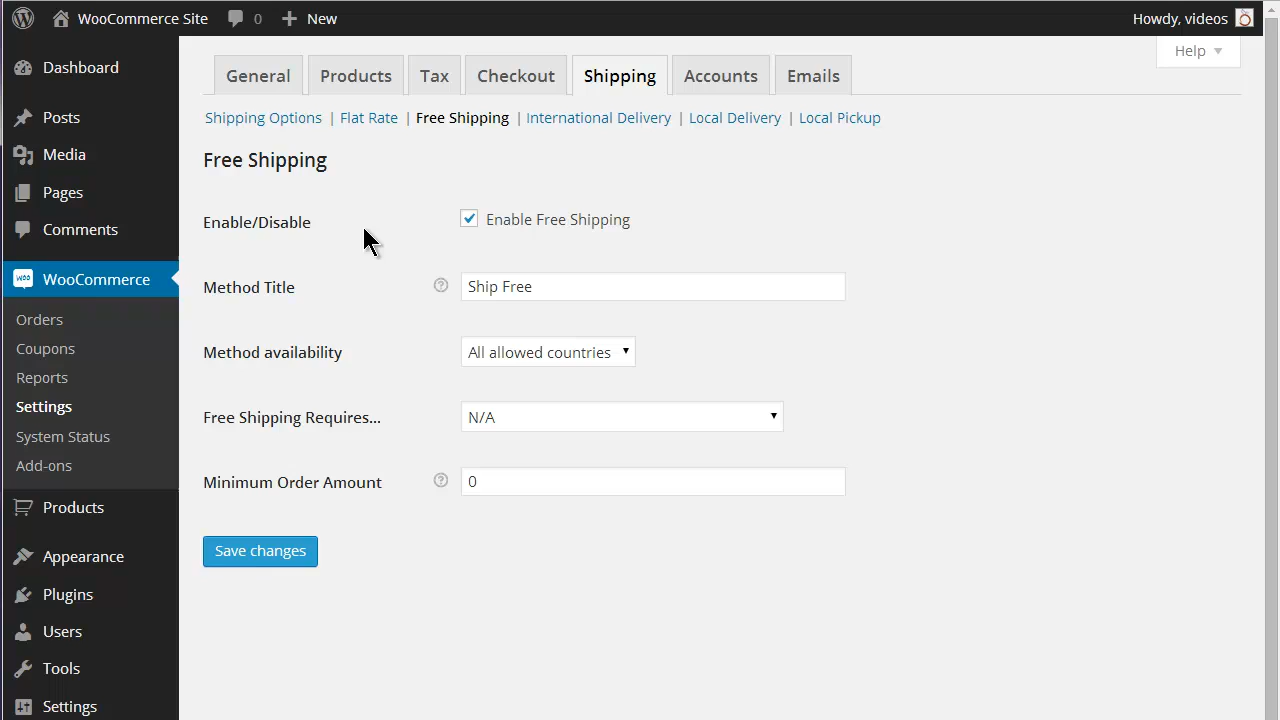 WooCommerce Site 0 New Howdy, videos
Help
General Products Tax Checkout Shipping Accounts Emails
Shipping Options | Flat Rate | Free Shipping | International Delivery | Local Delivery | Local Pickup
Free Shipping
Enable/Disable Enable Free Shipping
Method Title Ship Free
Method availability All allowed countries
Free Shipping Requires... N/A
Minimum Order Amount 0
Save changes
Dashboard
Posts
Media
Pages
Comments
WOO WooCommerce
Orders
Coupons
Reports
Settings
System Status
Add-ons
Products
Appearance
Plugins
Users
Tools
Settings